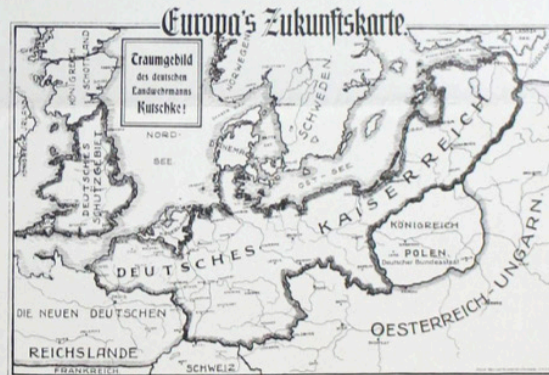 Europa's Zukunftskarte.
Traumgebild
des deutschen
Landwehrmanns
Kutschke!
KÖNIGREICH
SCHOTTLAND
NORWEGEN
SCHWEDEN
NORD-
SEE
OST-SEE
DEUTSCHES
SCHUTZGEBIET
DEUTSCHES KAISERREICH
KÖNIGREICH
POLEN
Deutscher Bundesstaat
OESTERREICH-UNGARN
DIE NEUEN DEUTSCHEN
REICHSLANDE
FRANKREICH
SCHWEIZ